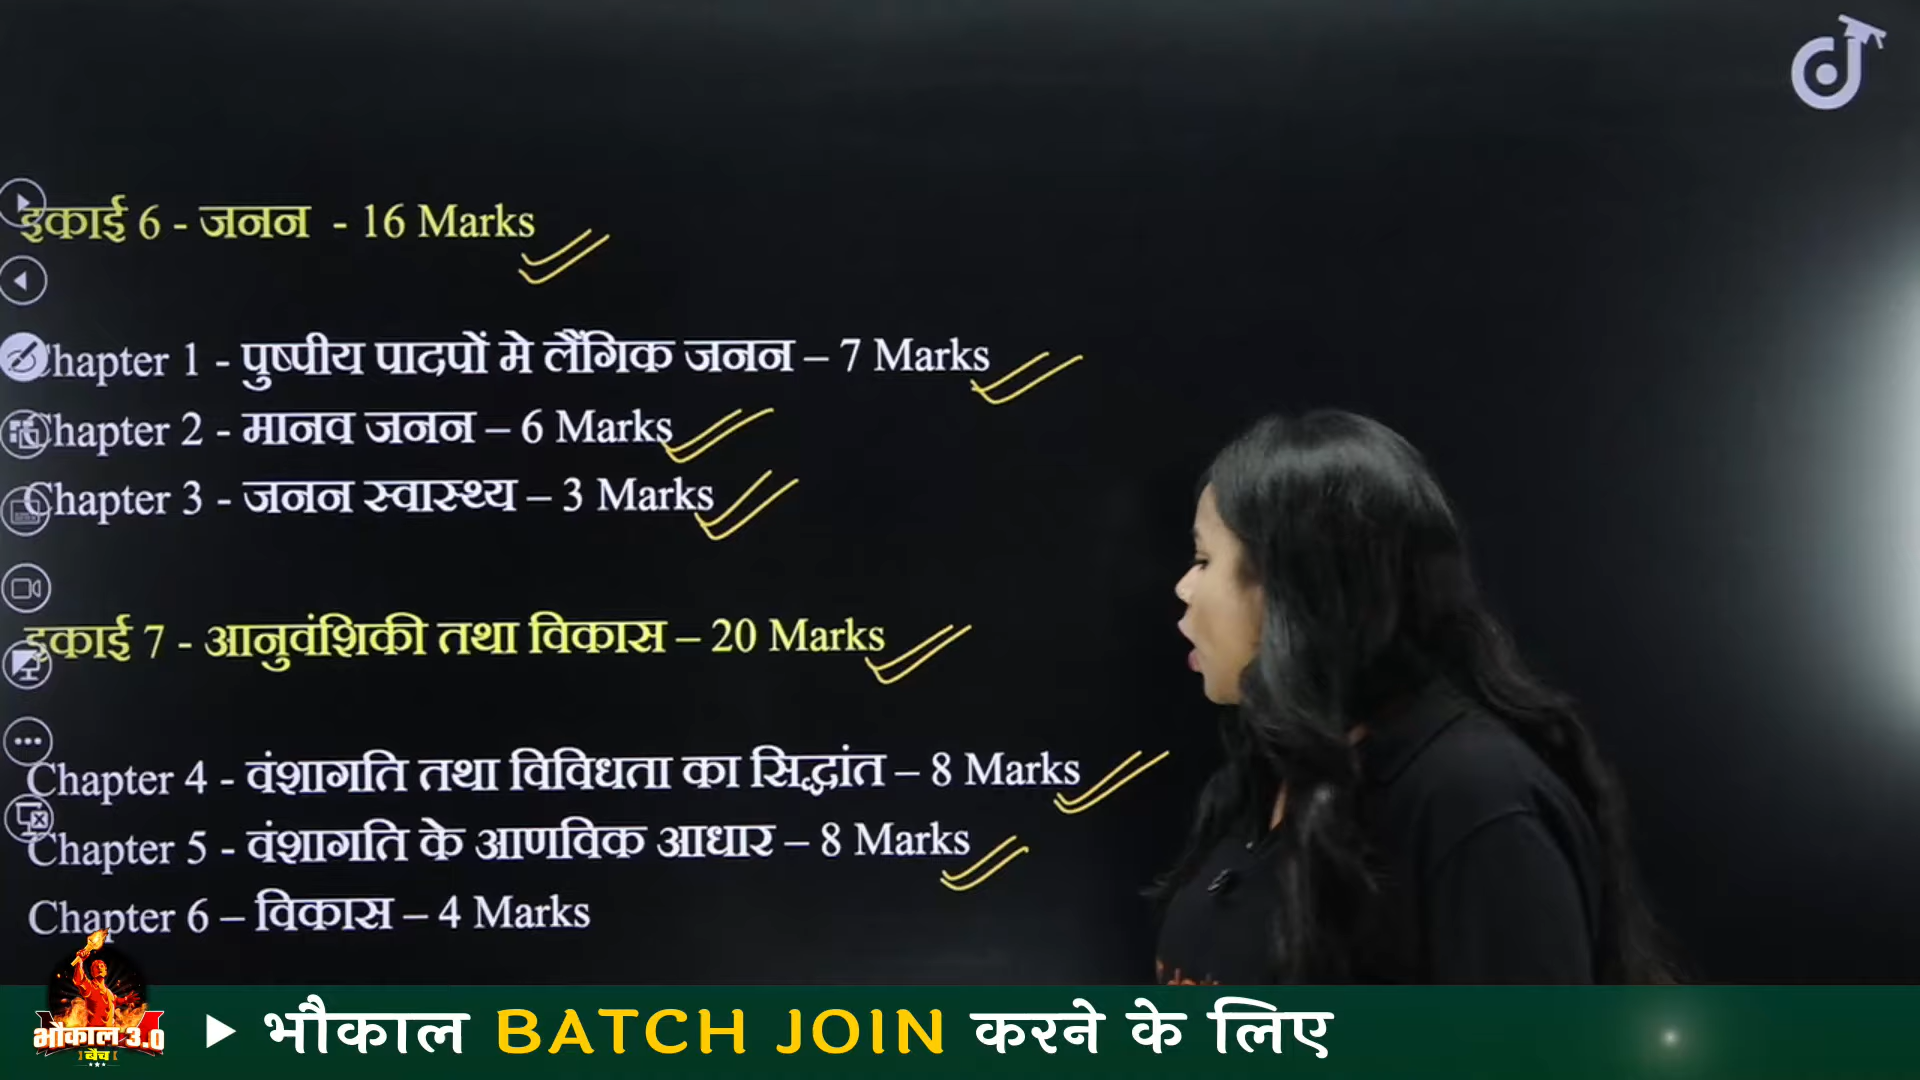 इकाई 6 - जनन - 16 Marks
Chapter 1 - पुष्पीय पादपों मे लैंगिक जनन – 7 Marks
Chapter 2 - मानव जनन – 6 Marks
Chapter 3 - जनन स्वास्थ्य – 3 Marks
इकाई 7 - आनुवंशिकी तथा विकास – 20 Marks
Chapter 4 - वंशागति तथा विविधता का सिद्धांत – 8 Marks
Chapter 5 - वंशागति के आणविक आधार – 8 Marks
Chapter 6 – विकास – 4 Marks
भौकाल 3.0
बैच
भौकाल BATCH JOIN करने के लिए